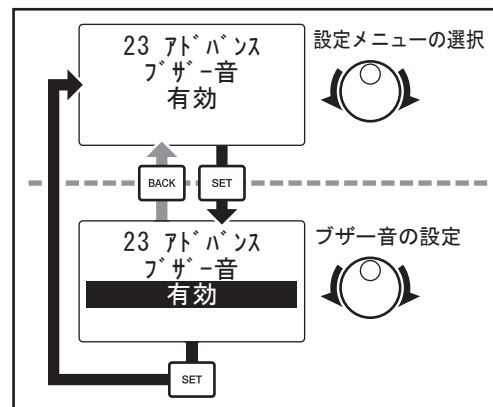 23 ｱﾄﾞﾊﾞﾝｽ
ﾌﾞｻﾞｰ音
有効
設定メニューの選択
BACK
SET
23 ｱﾄﾞﾊﾞﾝｽ
ﾌﾞｻﾞｰ音
有効
ブザー音の設定
SET